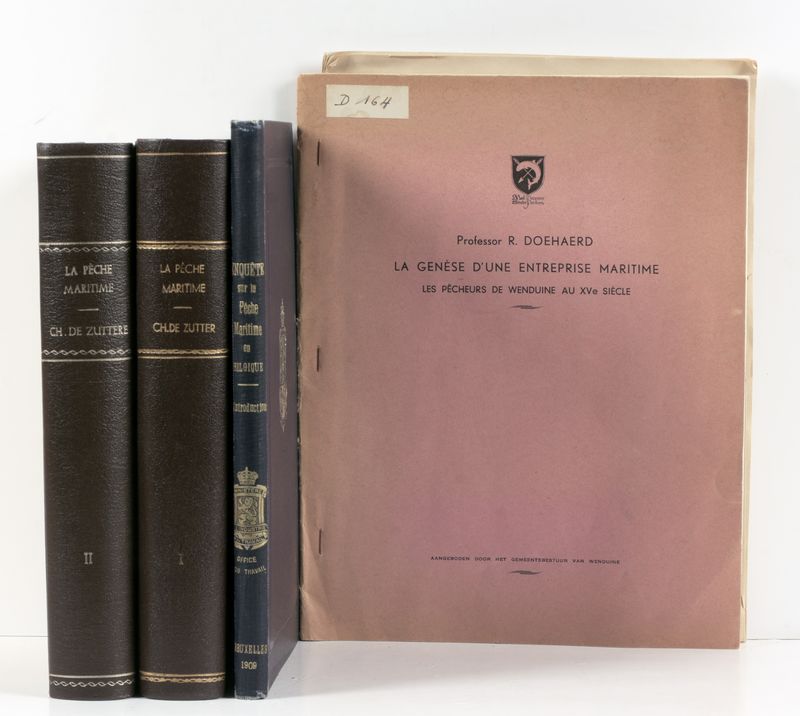 LA PÊCHE
MARITIME
CH. DE ZUTTERE
II
LA PÊCHE
MARITIME
CH. DE ZUTTER
I
ENQUÊTE
sur la
Pêche
Maritime
en
BELGIQUE
Introduction
MINISTÈRE
OFFICE
DU TRAVAIL
BRUXELLES
1909
D 164
Professor R. DOEHAERD
LA GENÈSE D'UNE ENTREPRISE MARITIME
LES PÊCHEURS DE WENDUINE AU XVe SIÈCLE
AANGEBODEN DOOR HET GEMEENTEBESTUUR VAN WENDUINE